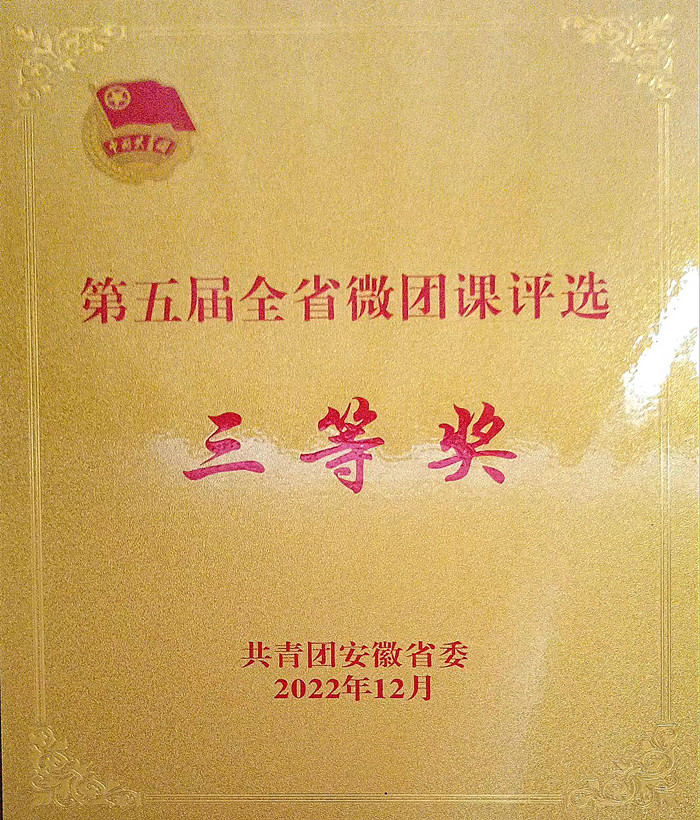 第五届全省微团课评选
三等奖
共青团安徽省委
2022年12月